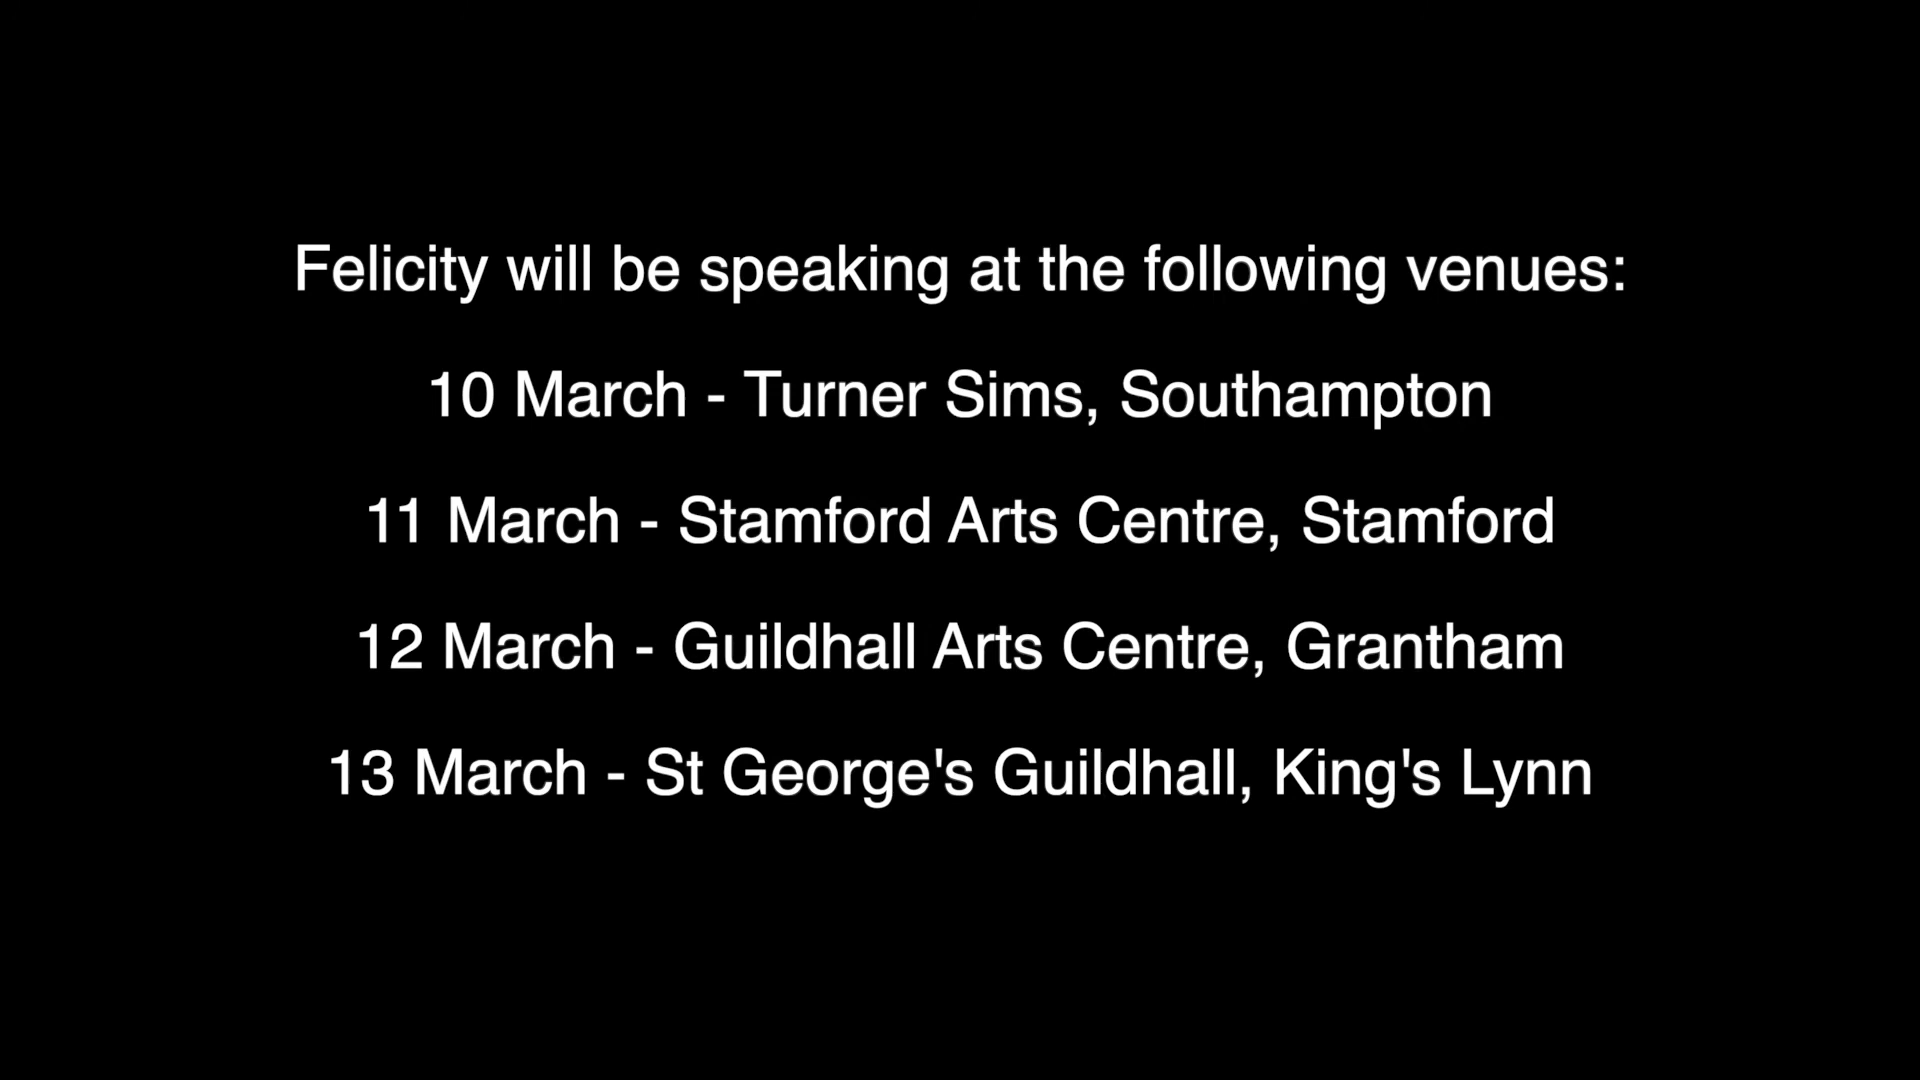 Felicity will be speaking at the following venues:
10 March - Turner Sims, Southampton
11 March - Stamford Arts Centre, Stamford
12 March - Guildhall Arts Centre, Grantham
13 March - St George's Guildhall, King's Lynn